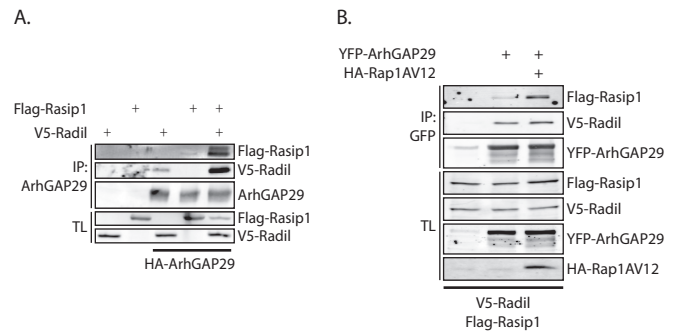 A.
Flag-Rasip1 + + +
V5-Radil + + +
Flag-Rasip1
IP:
V5-Radil
ArhGAP29
ArhGAP29
TL
Flag-Rasip1
V5-Radil
HA-ArhGAP29
B.
YFP-ArhGAP29 + +
HA-Rap1AV12 +
Flag-Rasip1
IP:
V5-Radil
GFP
YFP-ArhGAP29
Flag-Rasip1
V5-Radil
TL
YFP-ArhGAP29
HA-Rap1AV12
V5-Radil
Flag-Rasip1